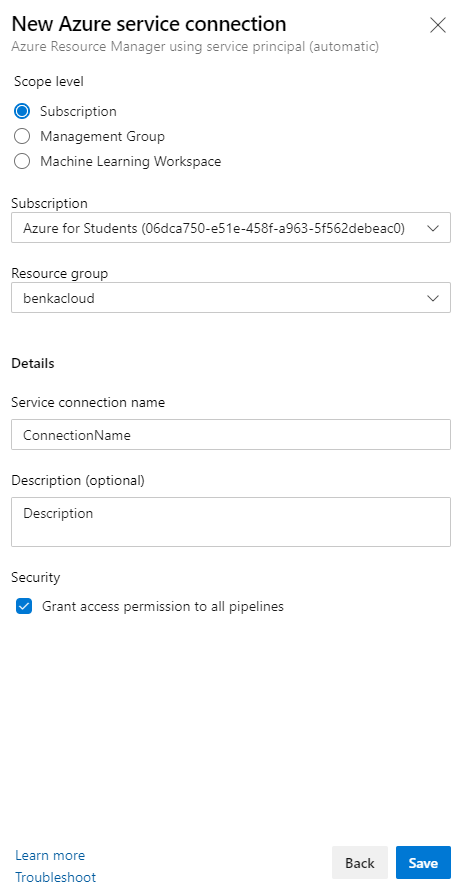 New Azure service connection
Azure Resource Manager using service principal (automatic)
Scope level
Subscription
Management Group
Machine Learning Workspace
Subscription
Azure for Students (06dca750-e51e-458f-a963-5f562debeac0)
Resource group
benkacloud
Details
Service connection name
ConnectionName
Description (optional)
Description
Security
Grant access permission to all pipelines
Learn more
Troubleshoot
Back
Save